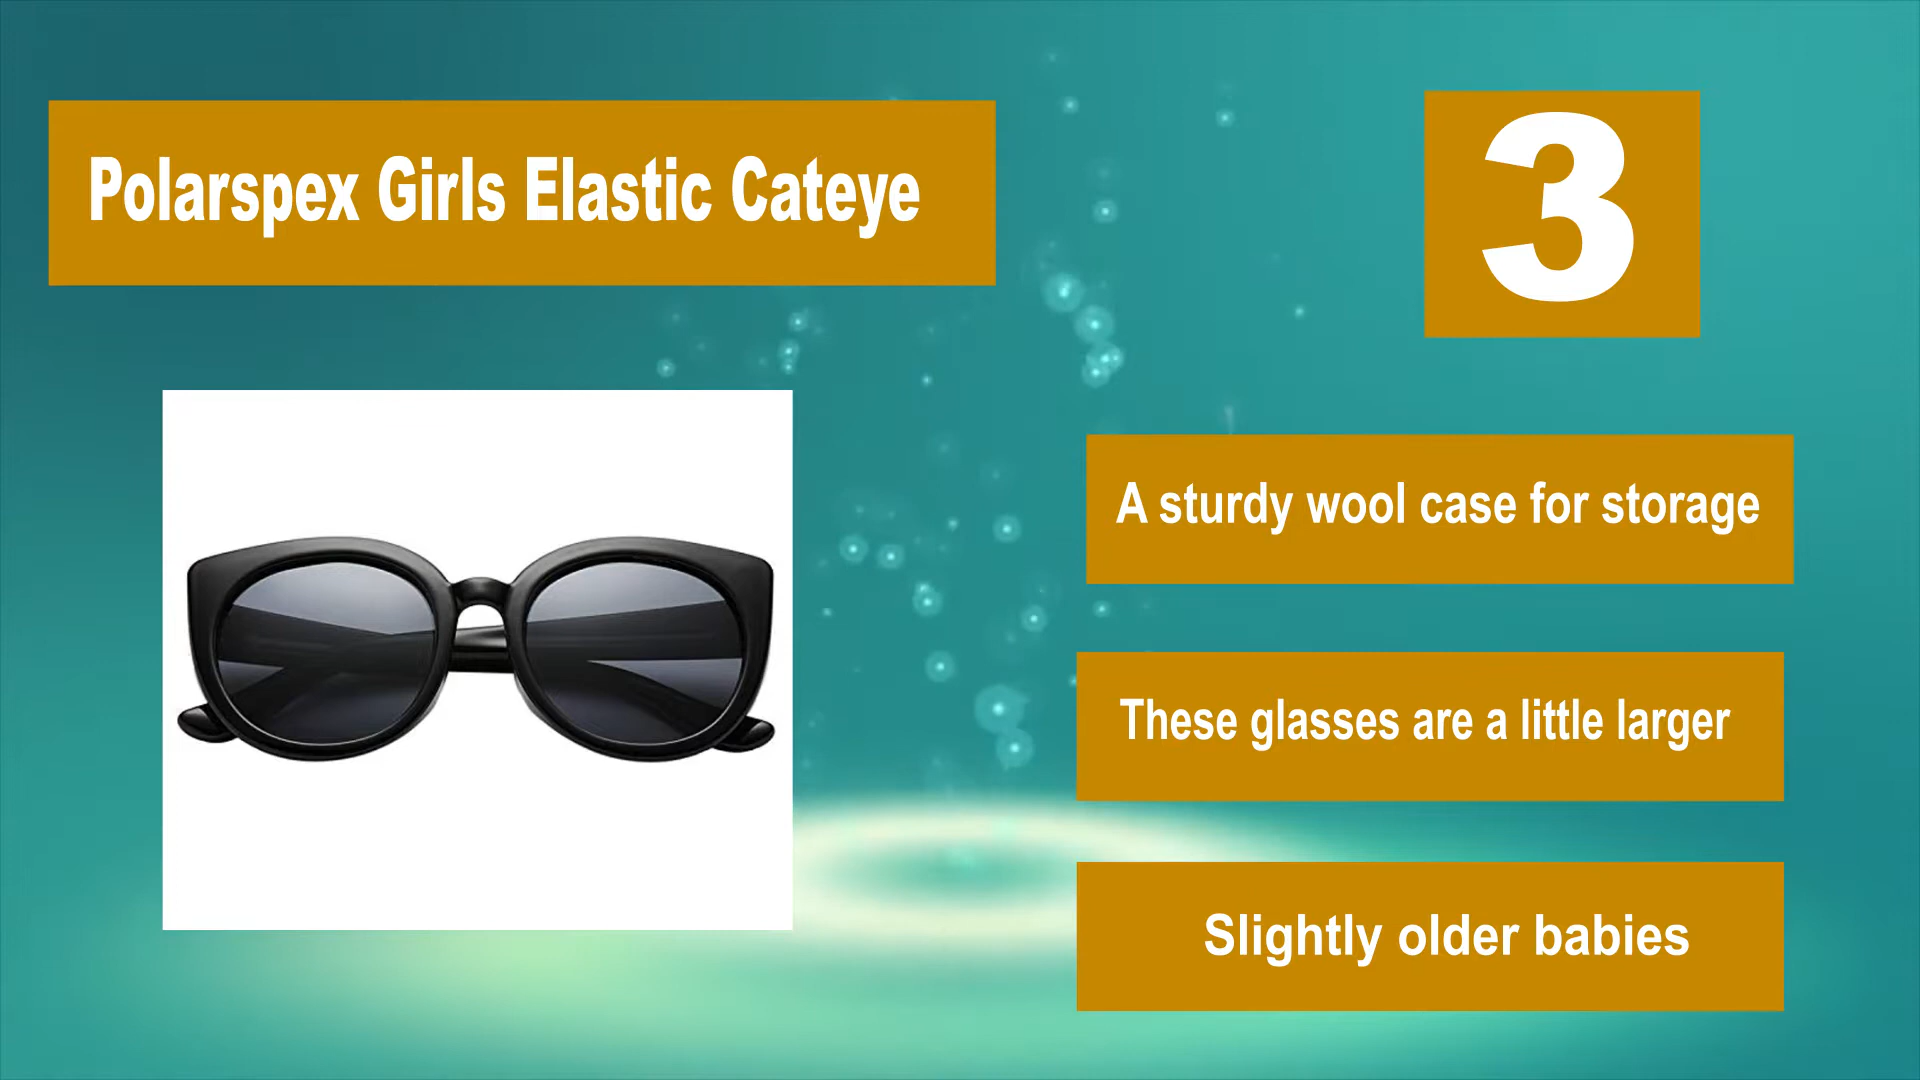 Polarspex Girls Elastic Cateye
3
A sturdy wool case for storage
These glasses are a little larger
Slightly older babies